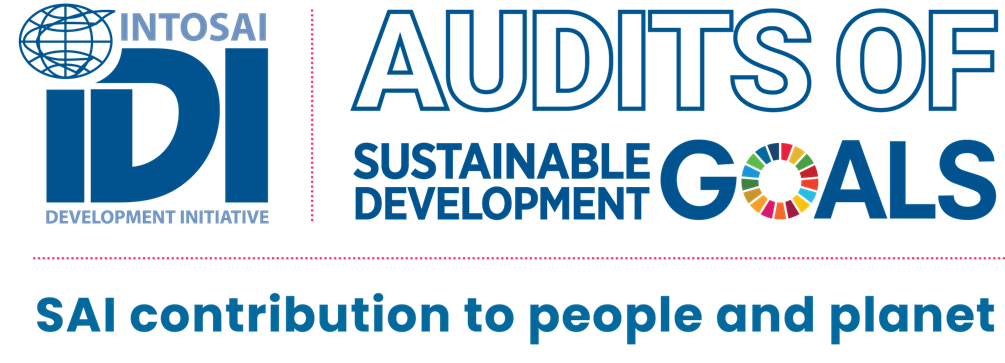 INTOSAI
IDI
DEVELOPMENT INITIATIVE
AUDITS OF
SUSTAINABLE
DEVELOPMENT
GOALS
SAI contribution to people and planet